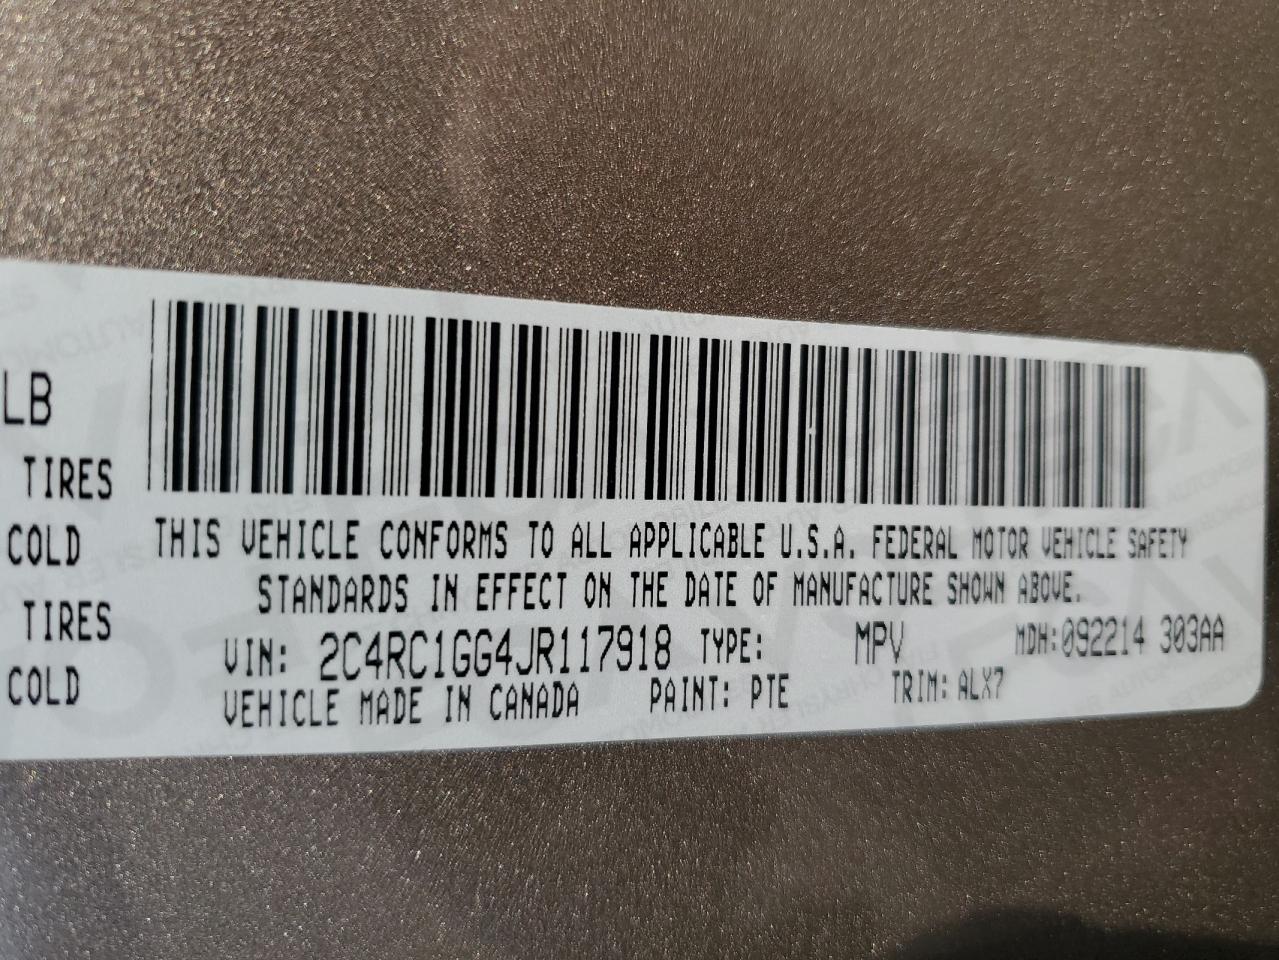 LB
TIRES
COLD
TIRES
COLD
THIS VEHICLE CONFORMS TO ALL APPLICABLE U.S.A. FEDERAL MOTOR VEHICLE SAFETY
STANDARDS IN EFFECT ON THE DATE OF MANUFACTURE SHOWN ABOVE.
VIN: 2C4RC1GG4JR117918 TYPE: MPV MDH:092214 303AA
VEHICLE MADE IN CANADA PAINT: PTE TRIM: ALX7